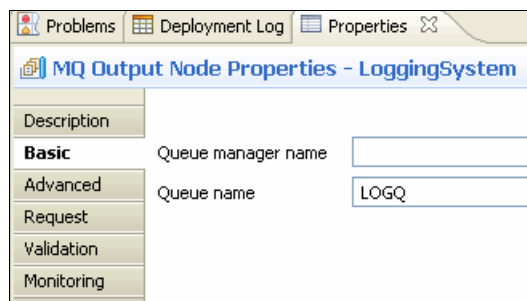 Problems Deployment Log Properties
MQ Output Node Properties - LoggingSystem
Description
Basic
Queue manager name
Advanced
Queue name LOGQ
Request
Validation
Monitoring